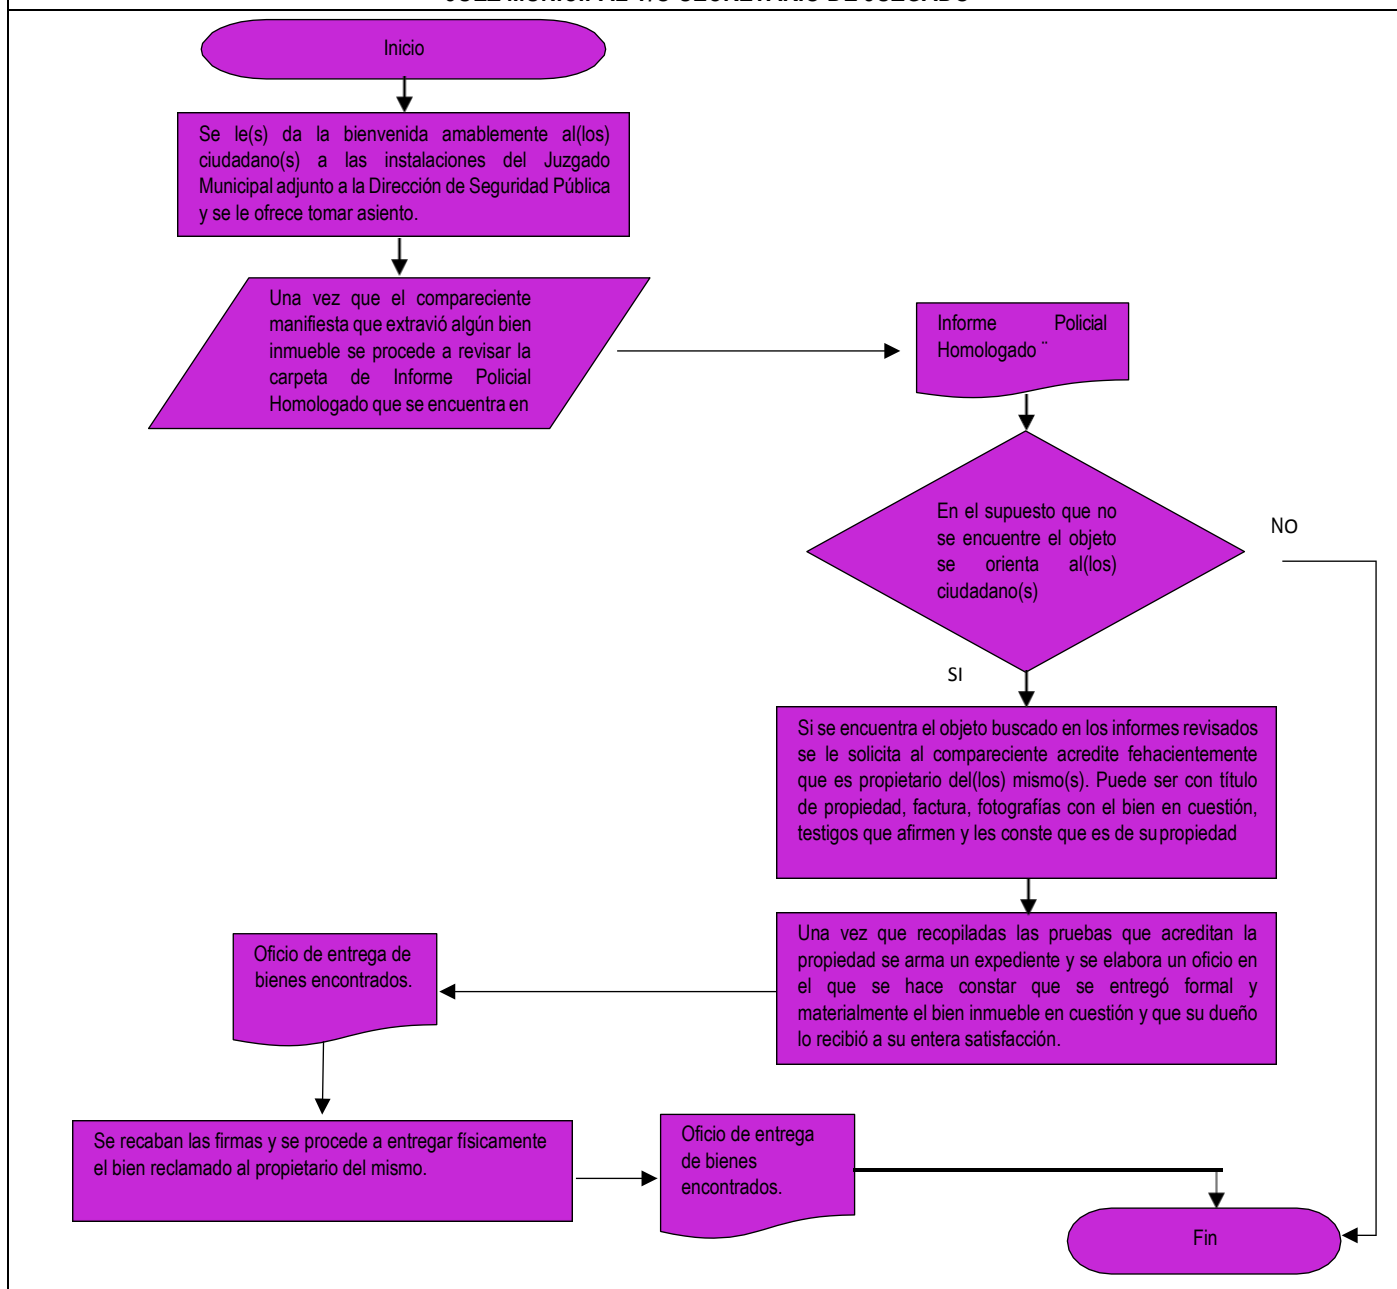 Inicio
Se le(s) da la bienvenida amablemente al(los)
ciudadano(s) a las instalaciones del Juzgado
Municipal adjunto a la Dirección de Seguridad Pública
y se le ofrece tomar asiento.
Una vez que el compareciente
manifiesta que extravió algún bien
inmueble se procede a revisar la
carpeta de Informe Policial
Homologado que se encuentra en
Informe Policial
Homologado ¨
En el supuesto que no
se encuentre el objeto
se orienta al(los)
ciudadano(s)
NO
SI
Si se encuentra el objeto buscado en los informes revisados
se le solicita al compareciente acredite fehacientemente
que es propietario del(los) mismo(s). Puede ser con título
de propiedad, factura, fotografías con el bien en cuestión,
testigos que afirmen y les conste que es de su propiedad
Una vez que recopiladas las pruebas que acreditan la
propiedad se arma un expediente y se elabora un oficio en
el que se hace constar que se entregó formal y
materialmente el bien inmueble en cuestión y que su dueño
lo recibió a su entera satisfacción.
Oficio de entrega de
bienes encontrados.
Se recaban las firmas y se procede a entregar físicamente
el bien reclamado al propietario del mismo.
Oficio de entrega
de bienes
encontrados.
Fin